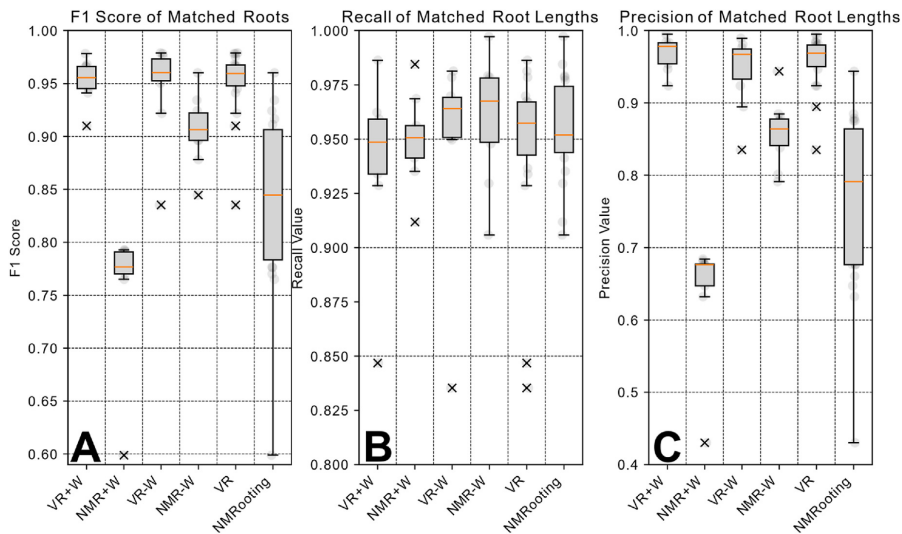 F1 Score of Matched Roots
F1 Score
1.00
0.95
0.90
0.85
0.80
0.75
0.70
0.65
0.60
A
VR+W
NMR+W
VR-W
NMR-W
VR
NMRooting
Recall of Matched Root Lengths
Recall Value
1.000
0.975
0.950
0.925
0.900
0.875
0.850
0.825
0.800
B
VR+W
NMR+W
VR-W
NMR-W
VR
NMRooting
Precision of Matched Root Lengths
Precision Value
1.0
0.9
0.8
0.7
0.6
0.5
0.4
C
VR+W
NMR+W
VR-W
NMR-W
VR
NMRooting